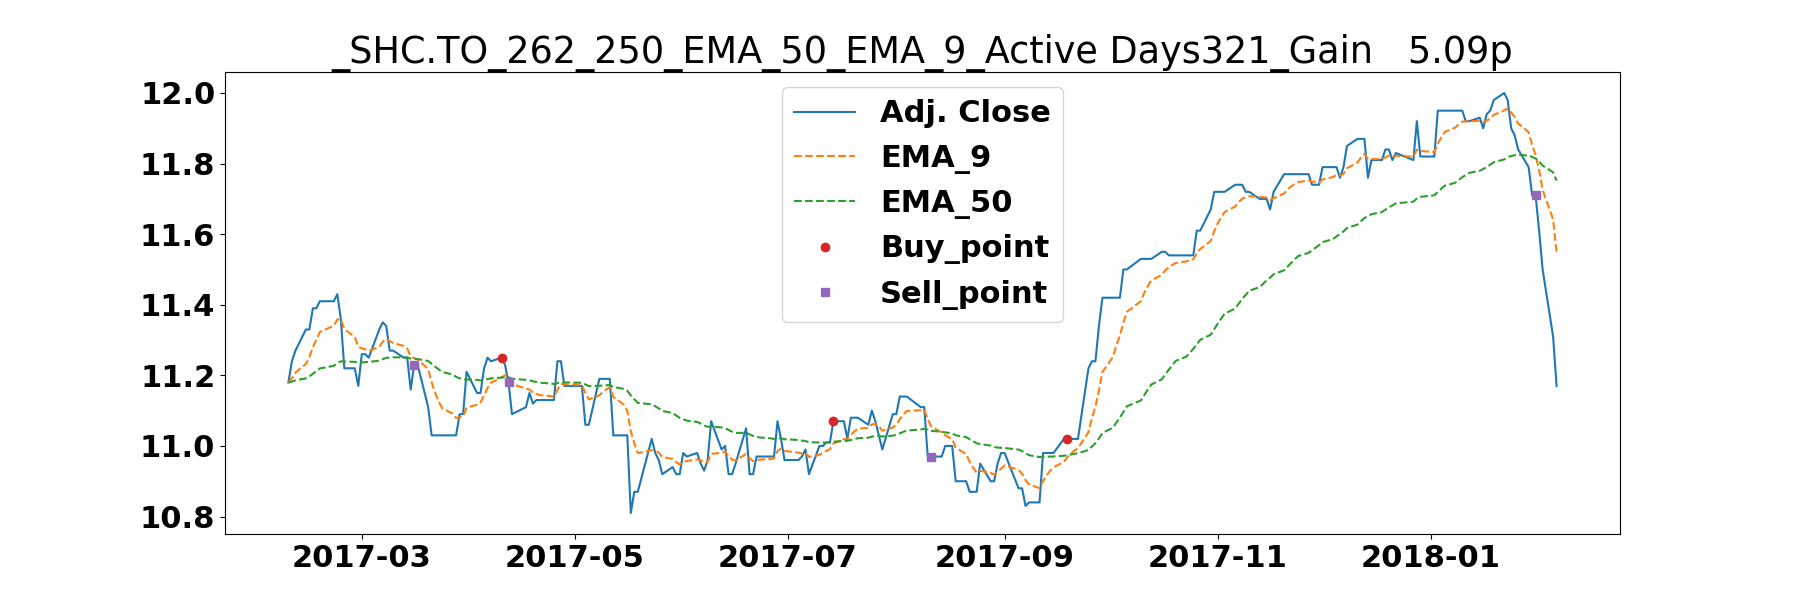 _SHC.TO_262_250_EMA_50_EMA_9_Active Days321_Gain   5.09p
12.0
11.8
11.6
11.4
11.2
11.0
10.8
Adj. Close
EMA_9
EMA_50
Buy_point
Sell_point
2017-03 2017-05 2017-07 2017-09 2017-11 2018-01